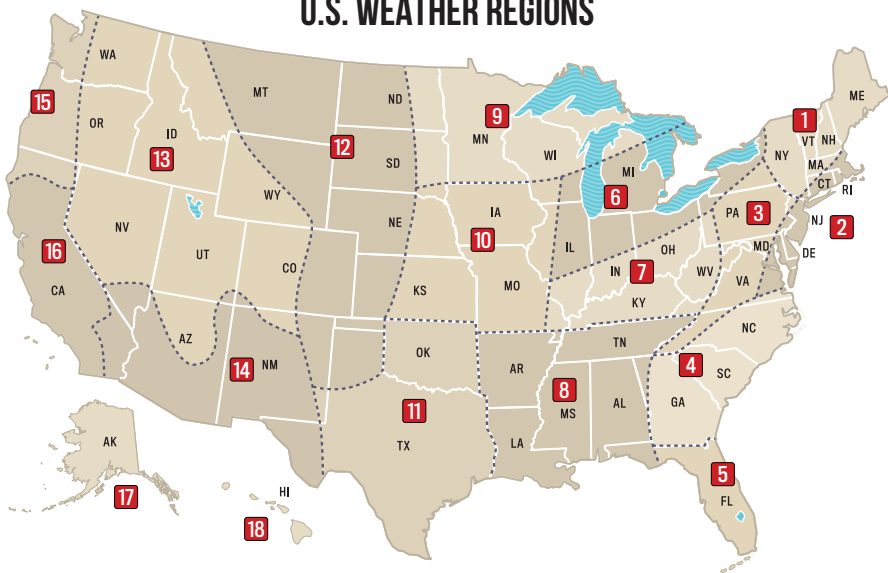 U.S. WEATHER REGIONS
WA
MT
ND
ME
15
9
1
OR
ID
MN
VT
NH
13
12
WI
NY
MA
SD
MI
CT
RI
WY
6
3
2
NE
IA
PA
NJ
NV
10
IL
OH
MD
DE
16
UT
CO
IN
7
WV
VA
CA
KS
MO
KY
NC
AZ
TN
14
NM
OK
AR
4
SC
11
8
GA
AK
TX
LA
MS
AL
5
17
HI
FL
18